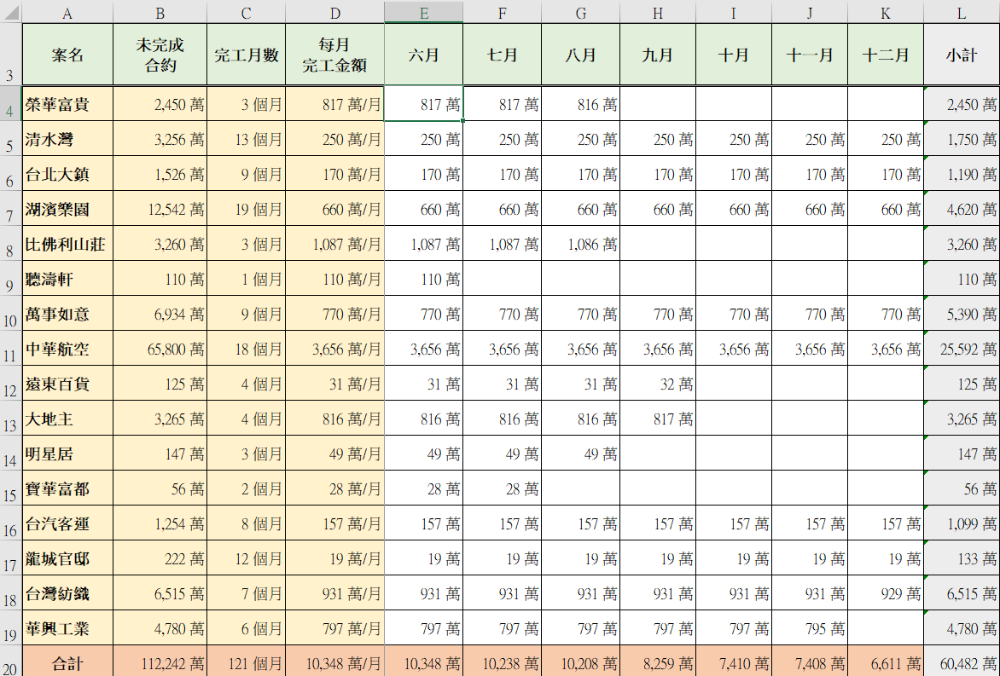 A B C D E F G H I J K L
3 案名 未完成合約 完工月數 每月完工金額 六月 七月 八月 九月 十月 十一月 十二月 小計
4 榮華富貴 2,450 萬 3 個月 817 萬/月 817 萬 817 萬 816 萬 2,450 萬
5 清水灣 3,256 萬 13 個月 250 萬/月 250 萬 250 萬 250 萬 250 萬 250 萬 250 萬 250 萬 1,750 萬
6 台北大鎮 1,526 萬 9 個月 170 萬/月 170 萬 170 萬 170 萬 170 萬 170 萬 170 萬 170 萬 1,190 萬
7 湖濱樂園 12,542 萬 19 個月 660 萬/月 660 萬 660 萬 660 萬 660 萬 660 萬 660 萬 660 萬 4,620 萬
8 比佛利山莊 3,260 萬 3 個月 1,087 萬/月 1,087 萬 1,087 萬 1,086 萬 3,260 萬
9 聽濤軒 110 萬 1 個月 110 萬/月 110 萬 110 萬
10 萬事如意 6,934 萬 9 個月 770 萬/月 770 萬 770 萬 770 萬 770 萬 770 萬 770 萬 770 萬 5,390 萬
11 中華航空 65,800 萬 18 個月 3,656 萬/月 3,656 萬 3,656 萬 3,656 萬 3,656 萬 3,656 萬 3,656 萬 3,656 萬 25,592 萬
12 遠東百貨 125 萬 4 個月 31 萬/月 31 萬 31 萬 31 萬 32 萬 125 萬
13 大地主 3,265 萬 4 個月 816 萬/月 816 萬 816 萬 816 萬 817 萬 3,265 萬
14 明星居 147 萬 3 個月 49 萬/月 49 萬 49 萬 49 萬 147 萬
15 寶華富都 56 萬 2 個月 28 萬/月 28 萬 28 萬 56 萬
16 台汽客運 1,254 萬 8 個月 157 萬/月 157 萬 157 萬 157 萬 157 萬 157 萬 157 萬 157 萬 1,099 萬
17 龍城官邸 222 萬 12 個月 19 萬/月 19 萬 19 萬 19 萬 19 萬 19 萬 19 萬 19 萬 133 萬
18 台灣紡織 6,515 萬 7 個月 931 萬/月 931 萬 931 萬 931 萬 931 萬 931 萬 931 萬 929 萬 6,515 萬
19 華興工業 4,780 萬 6 個月 797 萬/月 797 萬 797 萬 797 萬 797 萬 797 萬 795 萬 4,780 萬
20 合計 112,242 萬 121 個月 10,348 萬/月 10,348 萬 10,238 萬 10,208 萬 8,259 萬 7,410 萬 7,408 萬 6,611 萬 60,482 萬